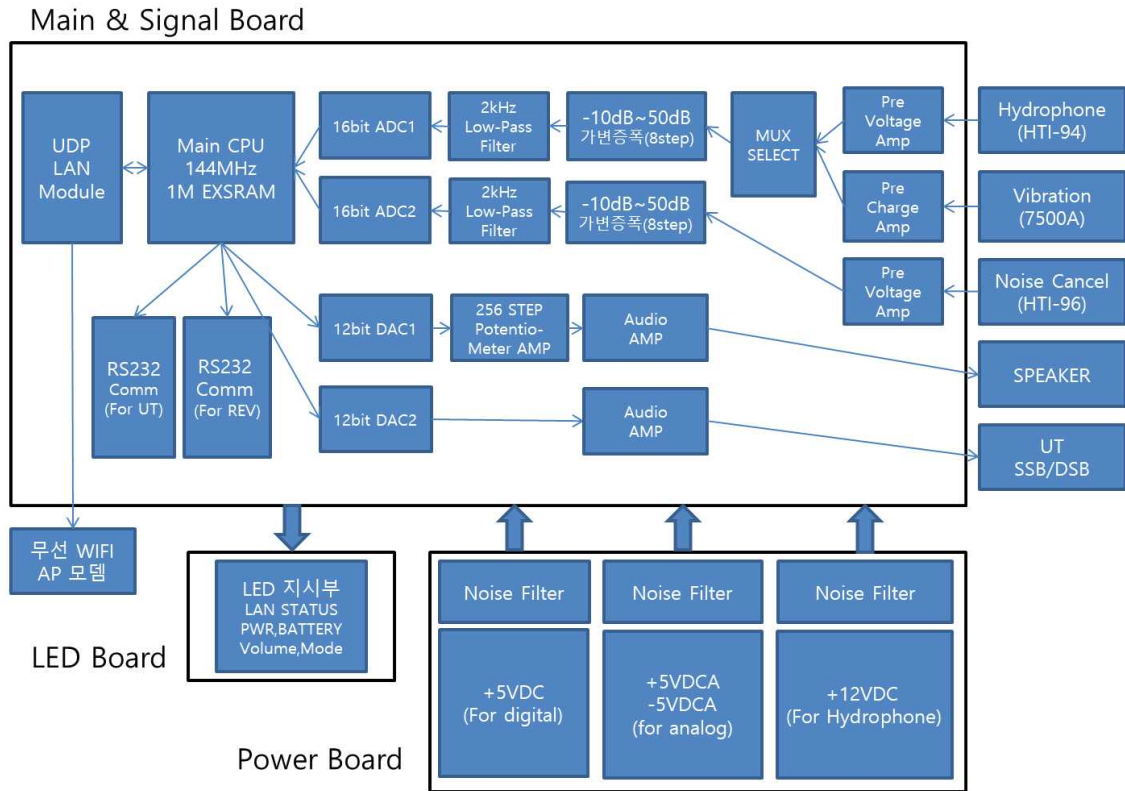 Main & Signal Board
UDP
LAN
Module
Main CPU
144MHz
1M EXSRAM
16bit ADC1
2kHz
Low-Pass
Filter
-10dB~50dB
가변증폭(8step)
MUX
SELECT
Pre
Voltage
Amp
Hydrophone
(HTI-94)
16bit ADC2
2kHz
Low-Pass
Filter
-10dB~50dB
가변증폭(8step)
Pre
Charge
Amp
Vibration
(7500A)
Pre
Voltage
Amp
Noise Cancel
(HTI-96)
RS232
Comm
(For UT)
RS232
Comm
(For REV)
12bit DAC1
256 STEP
Potentio-
Meter AMP
Audio
AMP
SPEAKER
12bit DAC2
Audio
AMP
UT
SSB/DSB
무선 WIFI
AP 모뎀
LED 지시부
LAN STATUS
PWR,BATTERY
Volume,Mode
LED Board
Noise Filter
Noise Filter
Noise Filter
+5VDC
(For digital)
+5VDCA
-5VDCA
(for analog)
+12VDC
(For Hydrophone)
Power Board